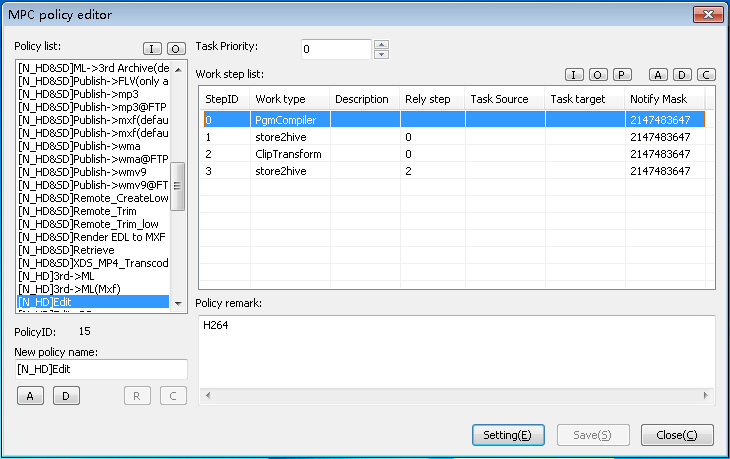 MPC policy editor
Policy list:
I
O
Task Priority:
0
[N_HD&SD]ML->3rd Archive(de
[N_HD&SD]Publish->FLV(only a
[N_HD&SD]Publish->mp3
[N_HD&SD]Publish->mp3@FTP
[N_HD&SD]Publish->mxf(defau
[N_HD&SD]Publish->mxf(defau
[N_HD&SD]Publish->wma
[N_HD&SD]Publish->wma@FTP
[N_HD&SD]Publish->wmv9
[N_HD&SD]Publish->wmv9@FT
[N_HD&SD]Remote_CreateLow
[N_HD&SD]Remote_Trim
[N_HD&SD]Remote_Trim_low
[N_HD&SD]Render EDL to MXF
[N_HD&SD]Retrieve
[N_HD&SD]XDS_MP4_Transcod
[N_HD]3rd->ML
[N_HD]3rd->ML(Mxf)
[N_HD]Edit
Work step list:
I O P A D C
StepID Work type Description Rely step Task Source Task target Notify Mask
0 PgmCompiler 2147483647
1 store2hive 0 2147483647
2 ClipTransform 0 2147483647
3 store2hive 2 2147483647
Policy remark:
H264
PolicyID: 15
New policy name:
[N_HD]Edit
A D R C
Setting(E) Save(S) Close(C)